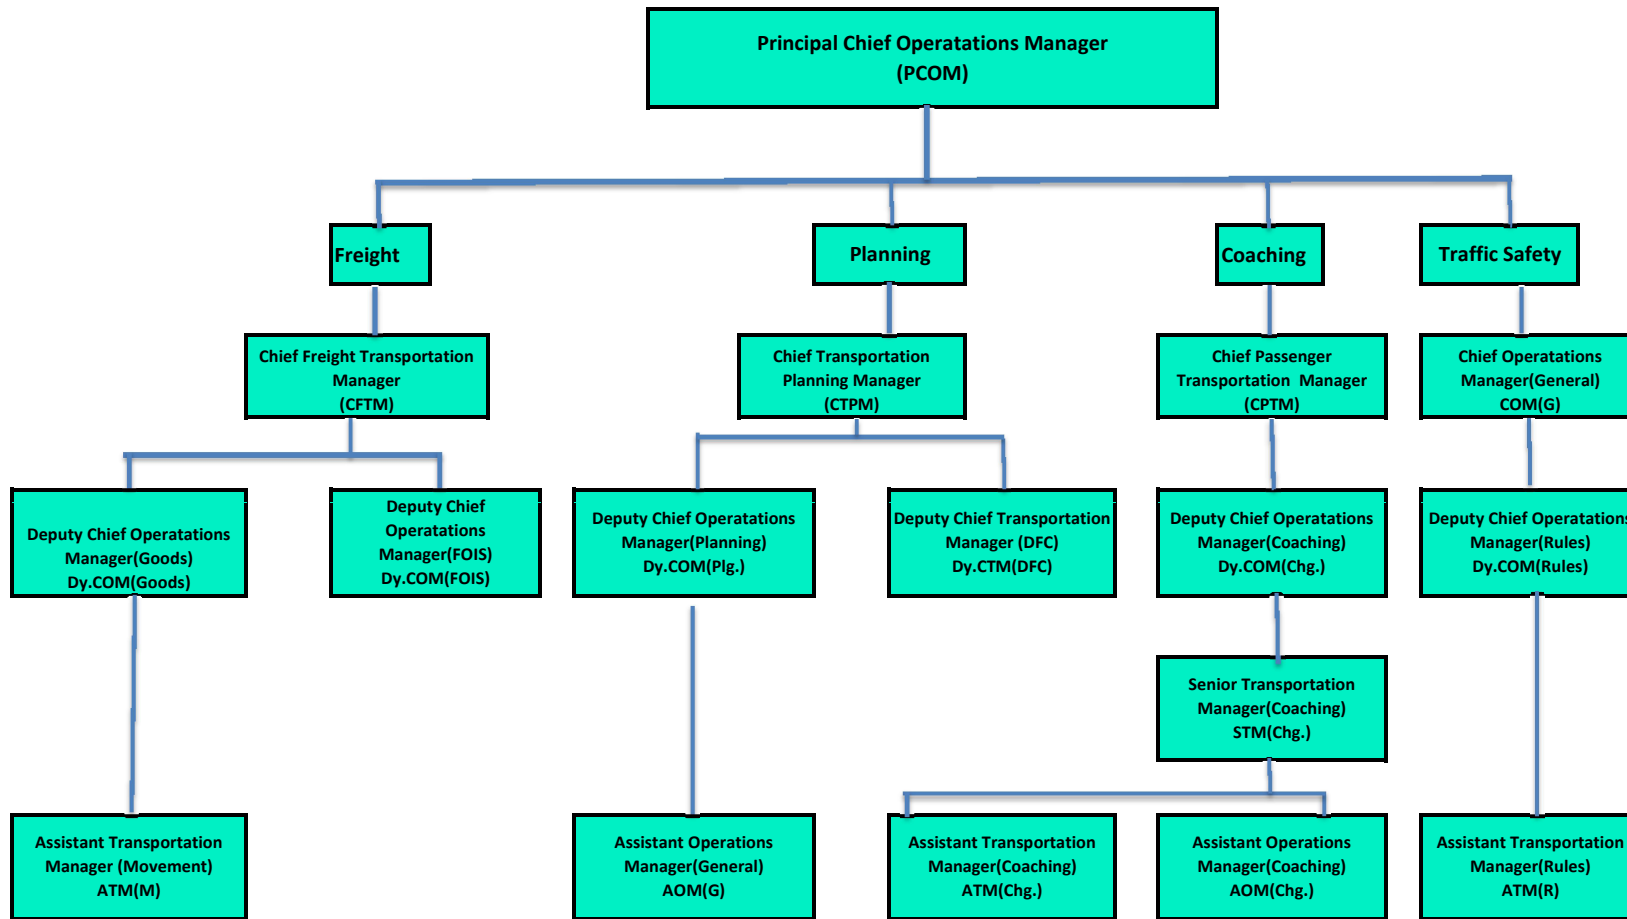 Principal Chief Operatations Manager
(PCOM)
Freight
Planning
Coaching
Traffic Safety
Chief Freight Transportation
Manager
(CFTM)
Chief Transportation
Planning Manager
(CTPM)
Chief Passenger
Transportation Manager
(CPTM)
Chief Operatations
Manager(General)
COM(G)
Deputy Chief Operatations
Manager(Goods)
Dy.COM(Goods)
Deputy Chief
Operatations
Manager(FOIS)
Dy.COM(FOIS)
Deputy Chief Operatations
Manager(Planning)
Dy.COM(Plg.)
Deputy Chief Transportation
Manager (DFC)
Dy.CTM(DFC)
Deputy Chief Operatations
Manager(Coaching)
Dy.COM(Chg.)
Deputy Chief Operatations
Manager(Rules)
Dy.COM(Rules)
Senior Transportation
Manager(Coaching)
STM(Chg.)
Assistant Transportation
Manager (Movement)
ATM(M)
Assistant Operations
Manager(General)
AOM(G)
Assistant Transportation
Manager(Coaching)
ATM(Chg.)
Assistant Operations
Manager(Coaching)
AOM(Chg.)
Assistant Transportation
Manager(Rules)
ATM(R)